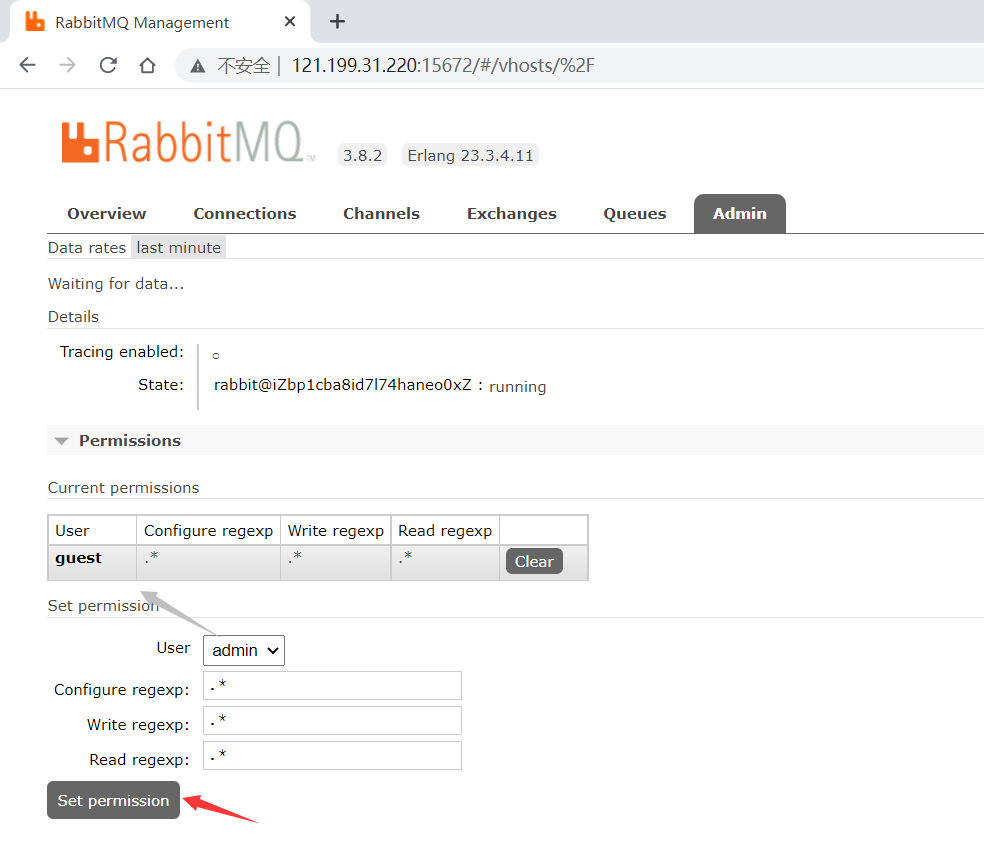 RabbitMQ Management
不安全 | 121.199.31.220:15672/#/vhosts/%2F
RabbitMQ TM 3.8.2 Erlang 23.3.4.11
Overview Connections Channels Exchanges Queues Admin
Data rates last minute
Waiting for data...
Details
Tracing enabled: ○
State: rabbit@iZbp1cba8id7l74haneo0xZ : running
Permissions
Current permissions
User Configure regexp Write regexp Read regexp
guest .* .* .* Clear
Set permission
User admin
Configure regexp: .*
Write regexp: .*
Read regexp: .*
Set permission